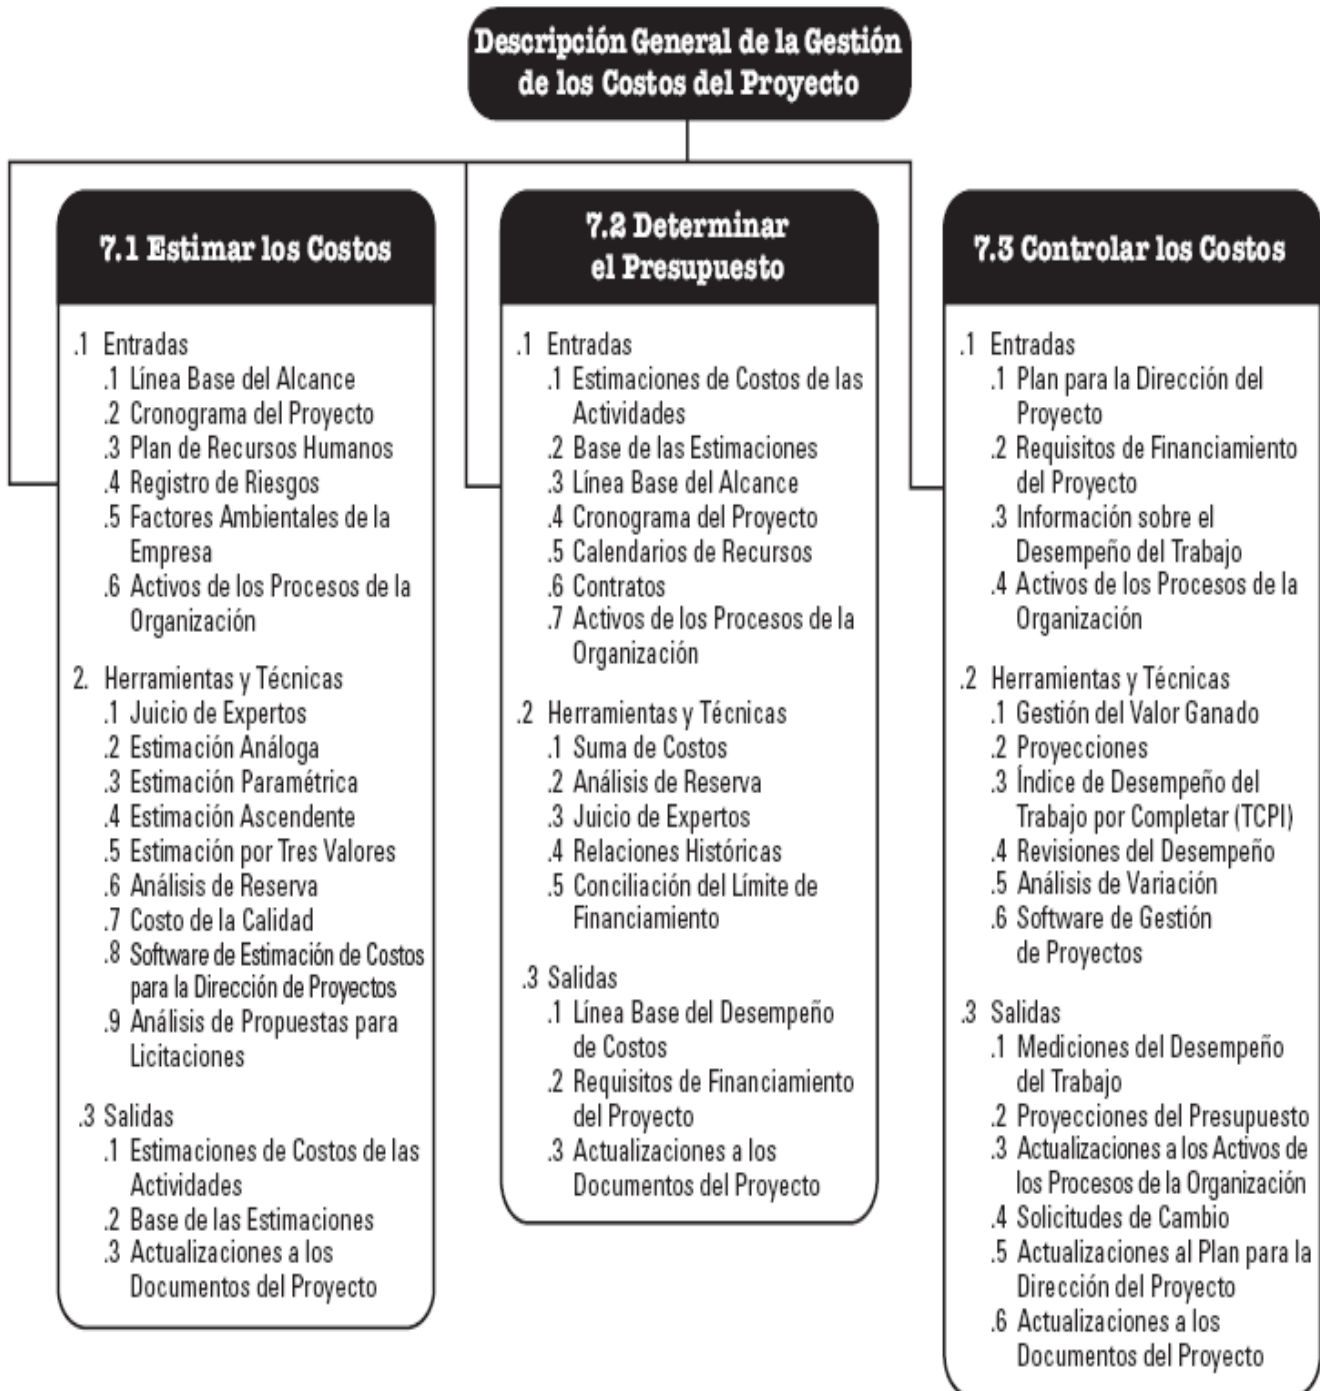 Descripción General de la Gestión
de los Costos del Proyecto
7.1 Estimar los Costos
.1 Entradas
.1 Línea Base del Alcance
.2 Cronograma del Proyecto
.3 Plan de Recursos Humanos
.4 Registro de Riesgos
.5 Factores Ambientales de la
Empresa
.6 Activos de los Procesos de la
Organización
2. Herramientas y Técnicas
.1 Juicio de Expertos
.2 Estimación Análoga
.3 Estimación Paramétrica
.4 Estimación Ascendente
.5 Estimación por Tres Valores
.6 Análisis de Reserva
.7 Costo de la Calidad
.8 Software de Estimación de Costos
para la Dirección de Proyectos
.9 Análisis de Propuestas para
Licitaciones
.3 Salidas
.1 Estimaciones de Costos de las
Actividades
.2 Base de las Estimaciones
.3 Actualizaciones a los
Documentos del Proyecto
7.2 Determinar
el Presupuesto
.1 Entradas
.1 Estimaciones de Costos de las
Actividades
.2 Base de las Estimaciones
.3 Línea Base del Alcance
.4 Cronograma del Proyecto
.5 Calendarios de Recursos
.6 Contratos
.7 Activos de los Procesos de la
Organización
.2 Herramientas y Técnicas
.1 Suma de Costos
.2 Análisis de Reserva
.3 Juicio de Expertos
.4 Relaciones Históricas
.5 Conciliación del Límite de
Financiamiento
.3 Salidas
.1 Línea Base del Desempeño
de Costos
.2 Requisitos de Financiamiento
del Proyecto
.3 Actualizaciones a los
Documentos del Proyecto
7.3 Controlar los Costos
.1 Entradas
.1 Plan para la Dirección del
Proyecto
.2 Requisitos de Financiamiento
del Proyecto
.3 Información sobre el
Desempeño del Trabajo
.4 Activos de los Procesos de la
Organización
.2 Herramientas y Técnicas
.1 Gestión del Valor Ganado
.2 Proyecciones
.3 Índice de Desempeño del
Trabajo por Completar (TCPI)
.4 Revisiones del Desempeño
.5 Análisis de Variación
.6 Software de Gestión
de Proyectos
.3 Salidas
.1 Mediciones del Desempeño
del Trabajo
.2 Proyecciones del Presupuesto
.3 Actualizaciones a los Activos de
los Procesos de la Organización
.4 Solicitudes de Cambio
.5 Actualizaciones al Plan para la
Dirección del Proyecto
.6 Actualizaciones a los
Documentos del Proyecto